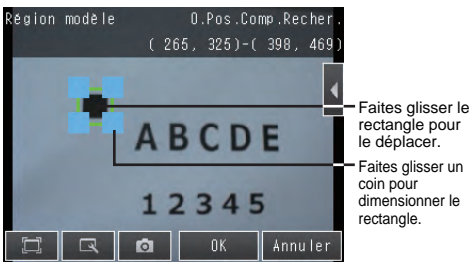 Région modèle O.Pos.Comp.Recher.
( 265, 325)-( 398, 469)
ABCDE
12345
OK Annuler
Faites glisser le
rectangle pour
le déplacer.
Faites glisser un
coin pour
dimensionner le
rectangle.